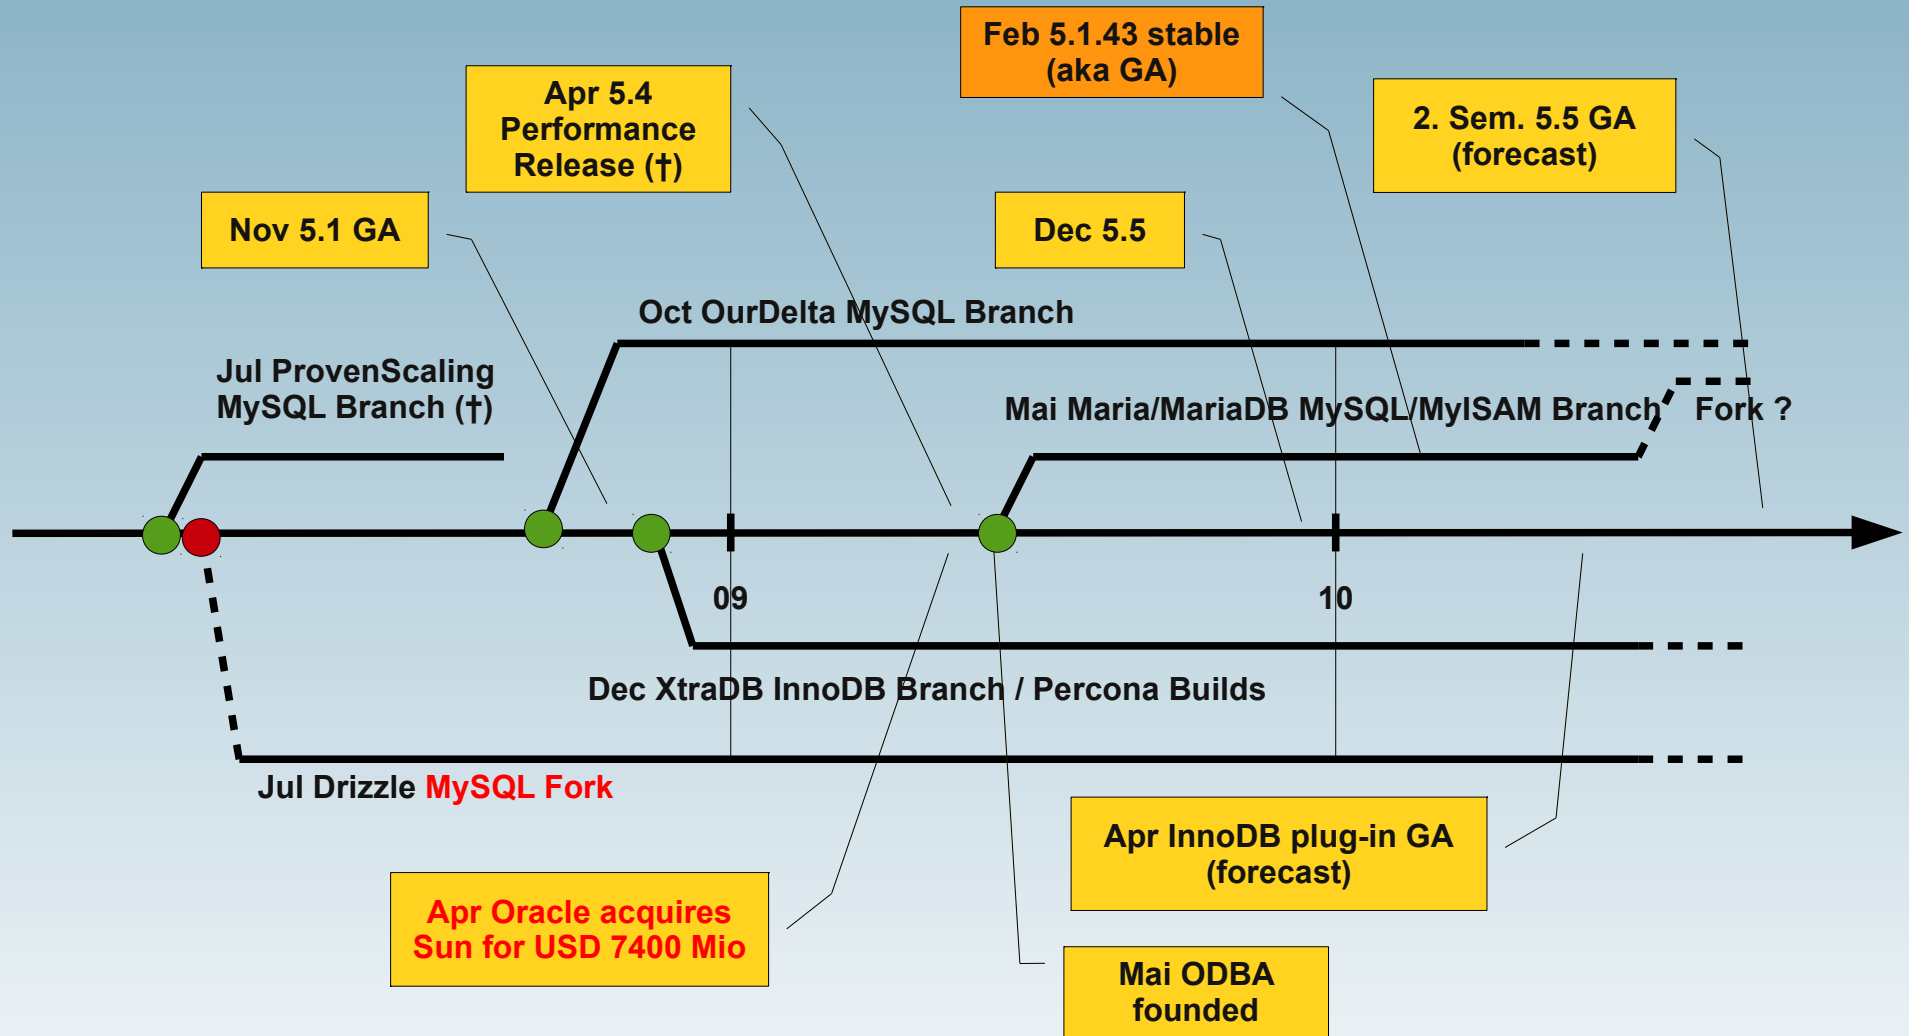 Feb 5.1.43 stable
(aka GA)
Apr 5.4
Performance
Release (†)
2. Sem. 5.5 GA
(forecast)
Nov 5.1 GA
Dec 5.5
Oct OurDelta MySQL Branch
Jul ProvenScaling
MySQL Branch (†)
Mai Maria/MariaDB MySQL/MyISAM Branch
Fork ?
09
10
Dec XtraDB InnoDB Branch / Percona Builds
Jul Drizzle MySQL Fork
Apr InnoDB plug-in GA
(forecast)
Apr Oracle acquires
Sun for USD 7400 Mio
Mai ODBA
founded